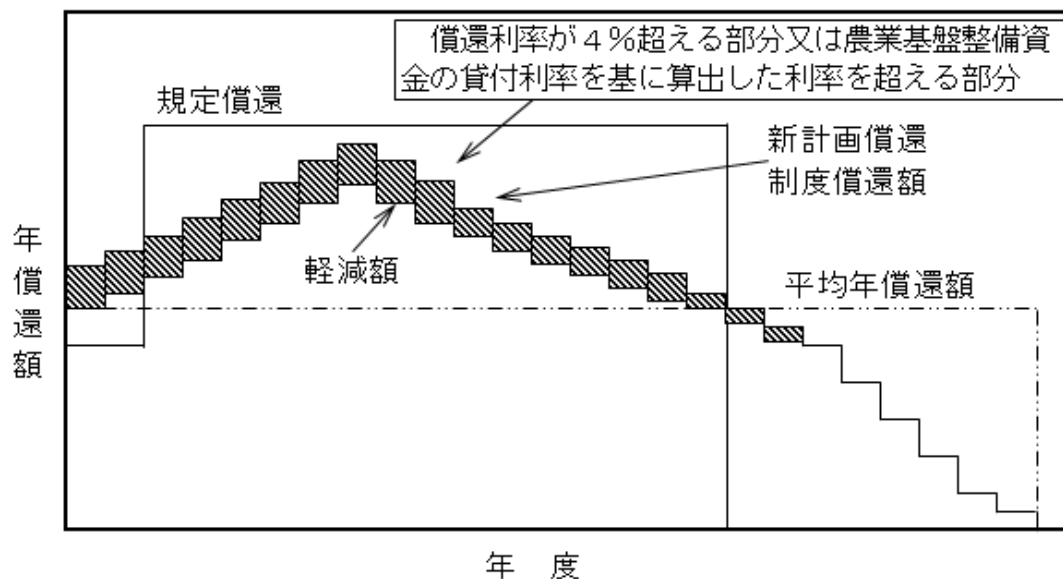 償還利率が４％超える部分又は農業基盤整備資
金の貸付利率を基に算出した利率を超える部分
規定償還
新計画償還
制度償還額
軽減額
平均年償還額
年償還額
年　度